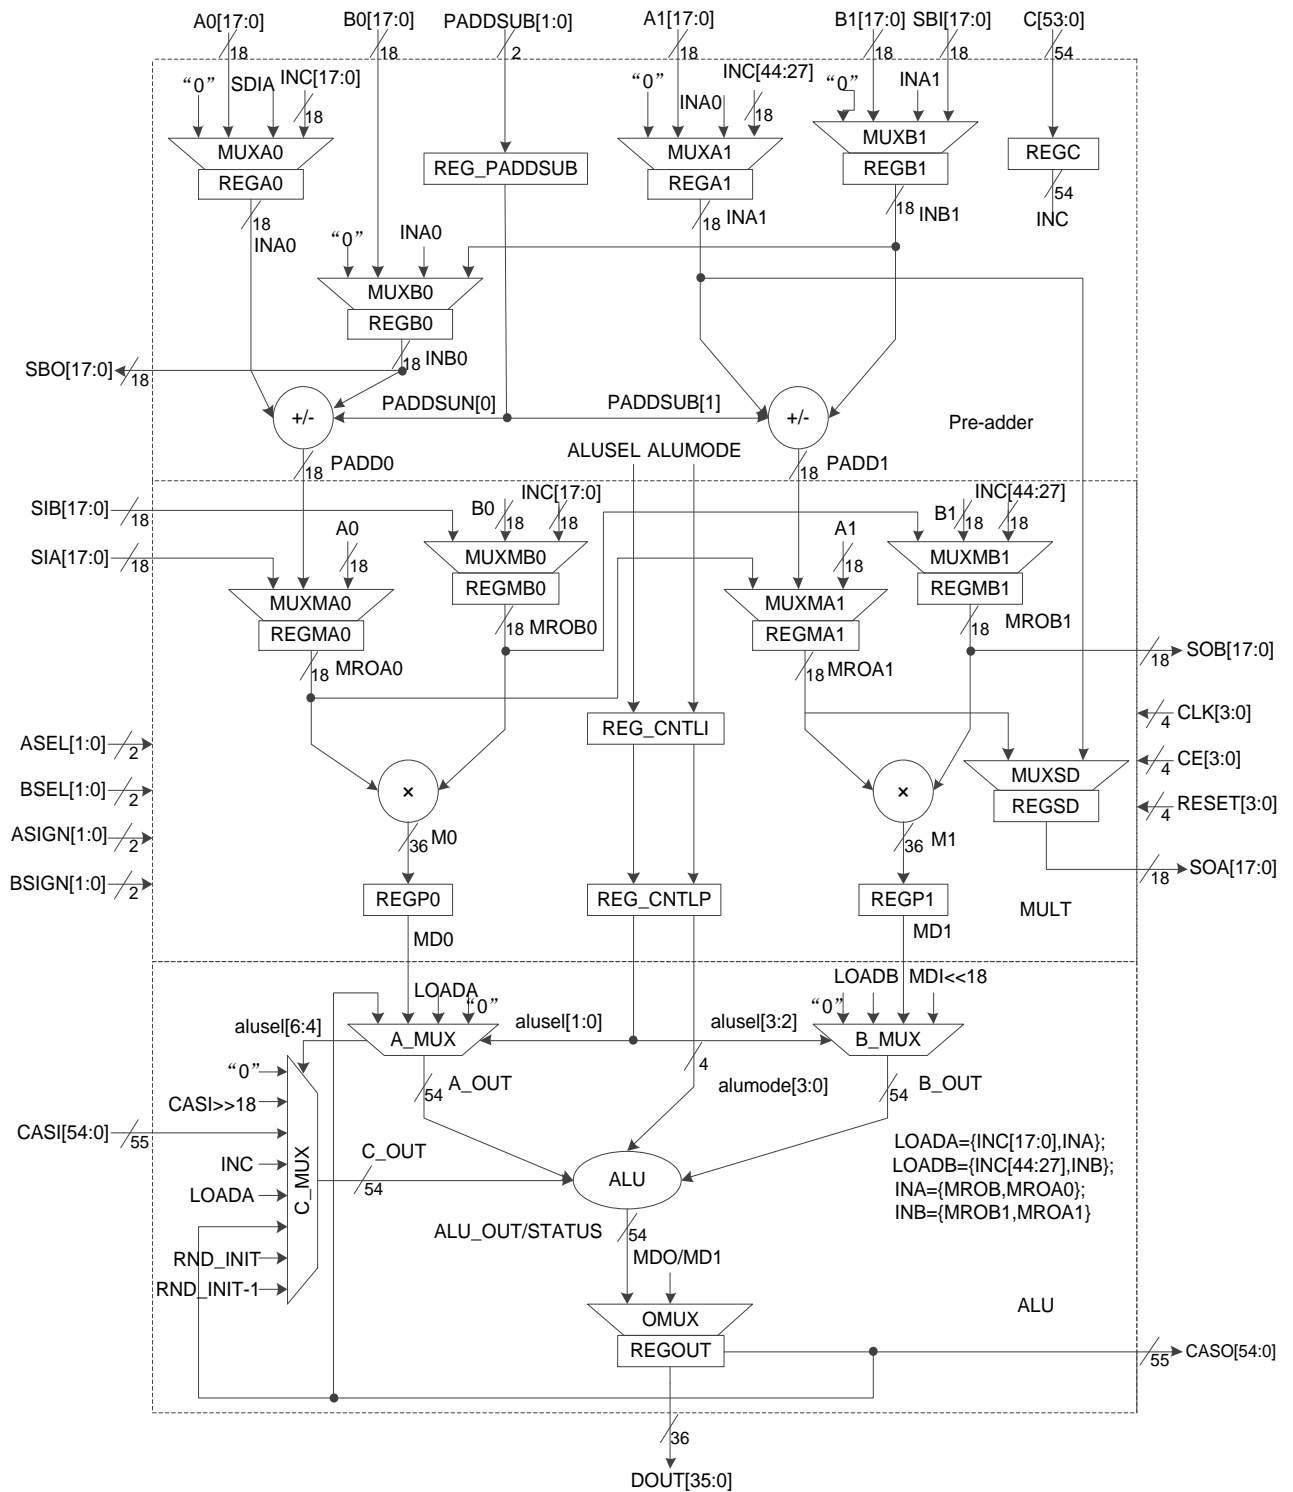 A0[17:0]
B0[17:0]
PADDSUB[1:0]
A1[17:0]
B1[17:0]
SBI[17:0]
C[53:0]
18
18
2
18
18
18
54
“0”
SDIA
INC[17:0]
18
“0”
INA0
INC[44:27]
18
“0”
INA1
MUXA0
REGA0
REG_PADDSUB
MUXA1
REGA1
MUXB1
REGB1
REGC
18
INA0
18
INA1
18
INB1
54
INC
“0”
INA0
MUXB0
REGB0
18
INB0
SBO[17:0]
18
+/-
PADDSUN[0]
PADDSUB[1]
+/-
Pre-adder
18
PADD0
ALUSEL
ALUMODE
18
PADD1
SIB[17:0]
18
B0
18
INC[17:0]
18
B1
18
INC[44:27]
18
SIA[17:0]
18
A0
18
MUXMB0
REGMB0
A1
18
MUXMB1
REGMB1
MUXMA0
REGMA0
18
MROB0
MUXMA1
REGMA1
18
MROB1
18
MROA0
18
MROA1
18
SOB[17:0]
REG_CNTLI
4
CLK[3:0]
ASEL[1:0]
2
4
CE[3:0]
BSEL[1:0]
2
×
×
MUXSD
REGSD
4
RESET[3:0]
ASIGN[1:0]
2
36
M0
36
M1
BSIGN[1:0]
2
18
SOA[17:0]
REGP0
REG_CNTLP
REGP1
MULT
MD0
MD1
LOADA
“0”
“0”
LOADB
MDI<<18
alusel[6:4]
A_MUX
alusel[1:0]
alusel[3:2]
B_MUX
“0”
54
A_OUT
4
alumode[3:0]
54
B_OUT
CASI>>18
CASI[54:0]
55
INC
LOADA
RND_INIT
RND_INIT-1
C_MUX
C_OUT
54
ALU
LOADA={INC[17:0],INA};
LOADB={INC[44:27],INB};
INA={MROB,MROA0};
INB={MROB1,MROA1}
ALU_OUT/STATUS
54
MDO/MD1
OMUX
REGOUT
ALU
55
CASO[54:0]
36
DOUT[35:0]